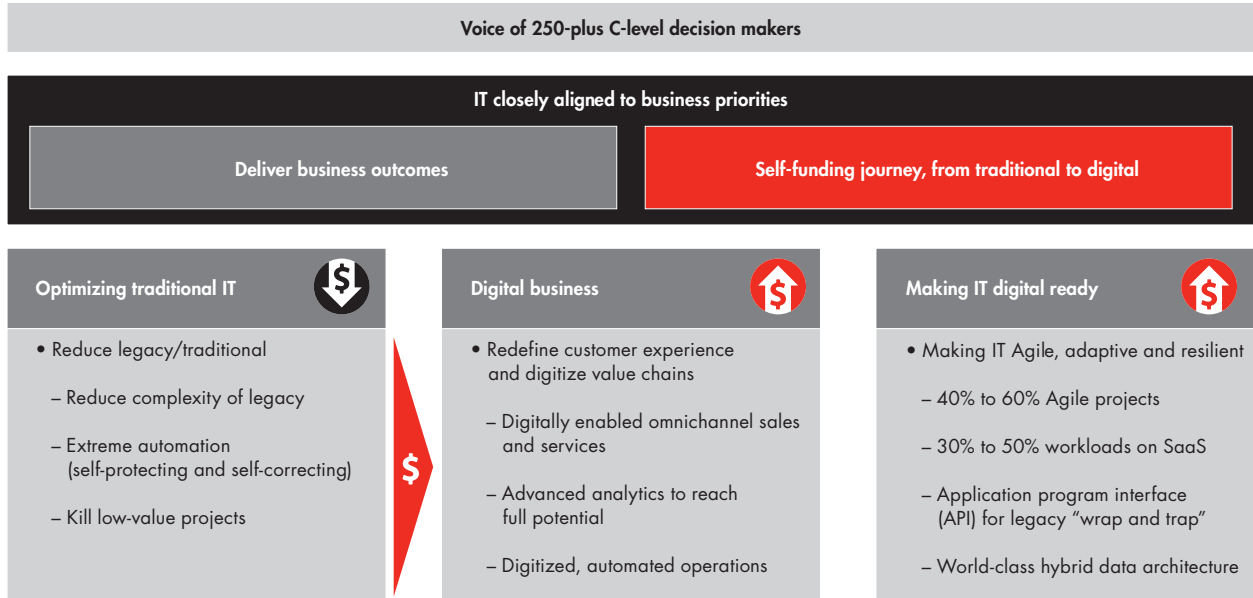 Voice of 250-plus C-level decision makers
IT closely aligned to business priorities
Deliver business outcomes
Self-funding journey, from traditional to digital
Optimizing traditional IT
$
• Reduce legacy/traditional
– Reduce complexity of legacy
– Extreme automation
(self-protecting and self-correcting)
– Kill low-value projects
$
Digital business
$
• Redefine customer experience
and digitize value chains
– Digitally enabled omnichannel sales
and services
– Advanced analytics to reach
full potential
– Digitized, automated operations
Making IT digital ready
$
• Making IT Agile, adaptive and resilient
– 40% to 60% Agile projects
– 30% to 50% workloads on SaaS
– Application program interface
(API) for legacy “wrap and trap”
– World-class hybrid data architecture